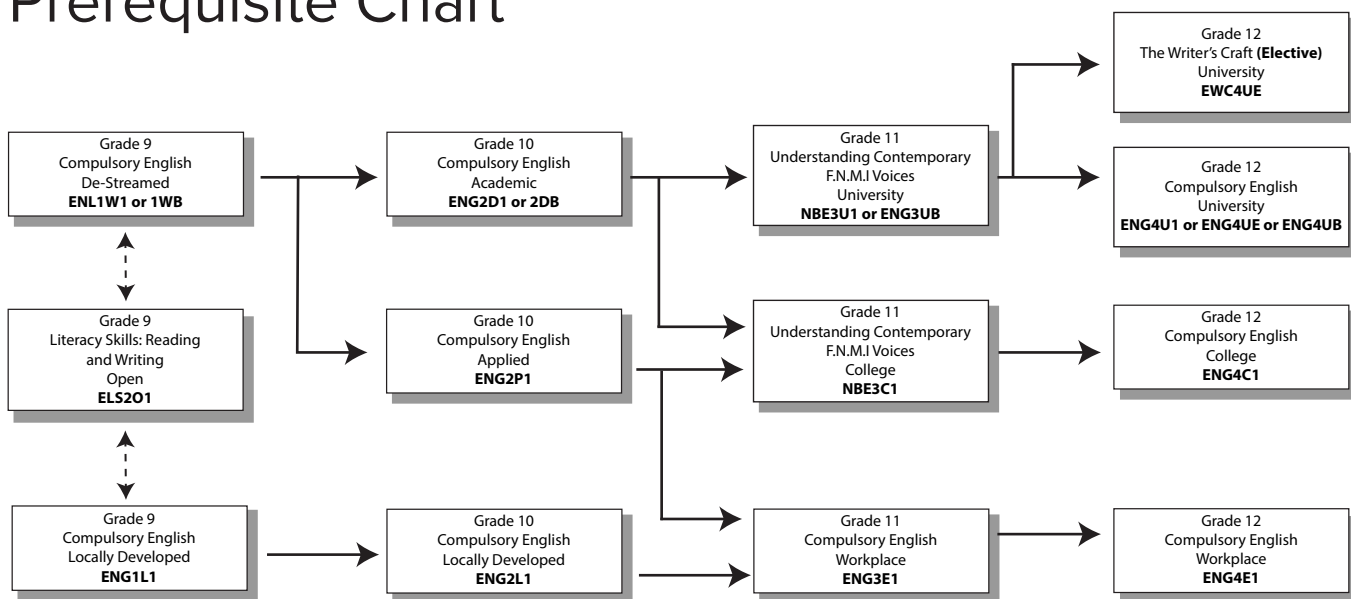 Prerequisite Chart
Grade 12
The Writer's Craft (Elective)
University
EWC4UE
Grade 9
Compulsory English
De-Streamed
ENL1W1 or 1WB
Grade 10
Compulsory English
Academic
ENG2D1 or 2DB
Grade 11
Understanding Contemporary
F.N.M.I Voices
University
NBE3U1 or ENG3UB
Grade 12
Compulsory English
University
ENG4U1 or ENG4UE or ENG4UB
Grade 9
Literacy Skills: Reading
and Writing
Open
ELS2O1
Grade 10
Compulsory English
Applied
ENG2P1
Grade 11
Understanding Contemporary
F.N.M.I Voices
College
NBE3C1
Grade 12
Compulsory English
College
ENG4C1
Grade 9
Compulsory English
Locally Developed
ENG1L1
Grade 10
Compulsory English
Locally Developed
ENG2L1
Grade 11
Compulsory English
Workplace
ENG3E1
Grade 12
Compulsory English
Workplace
ENG4E1